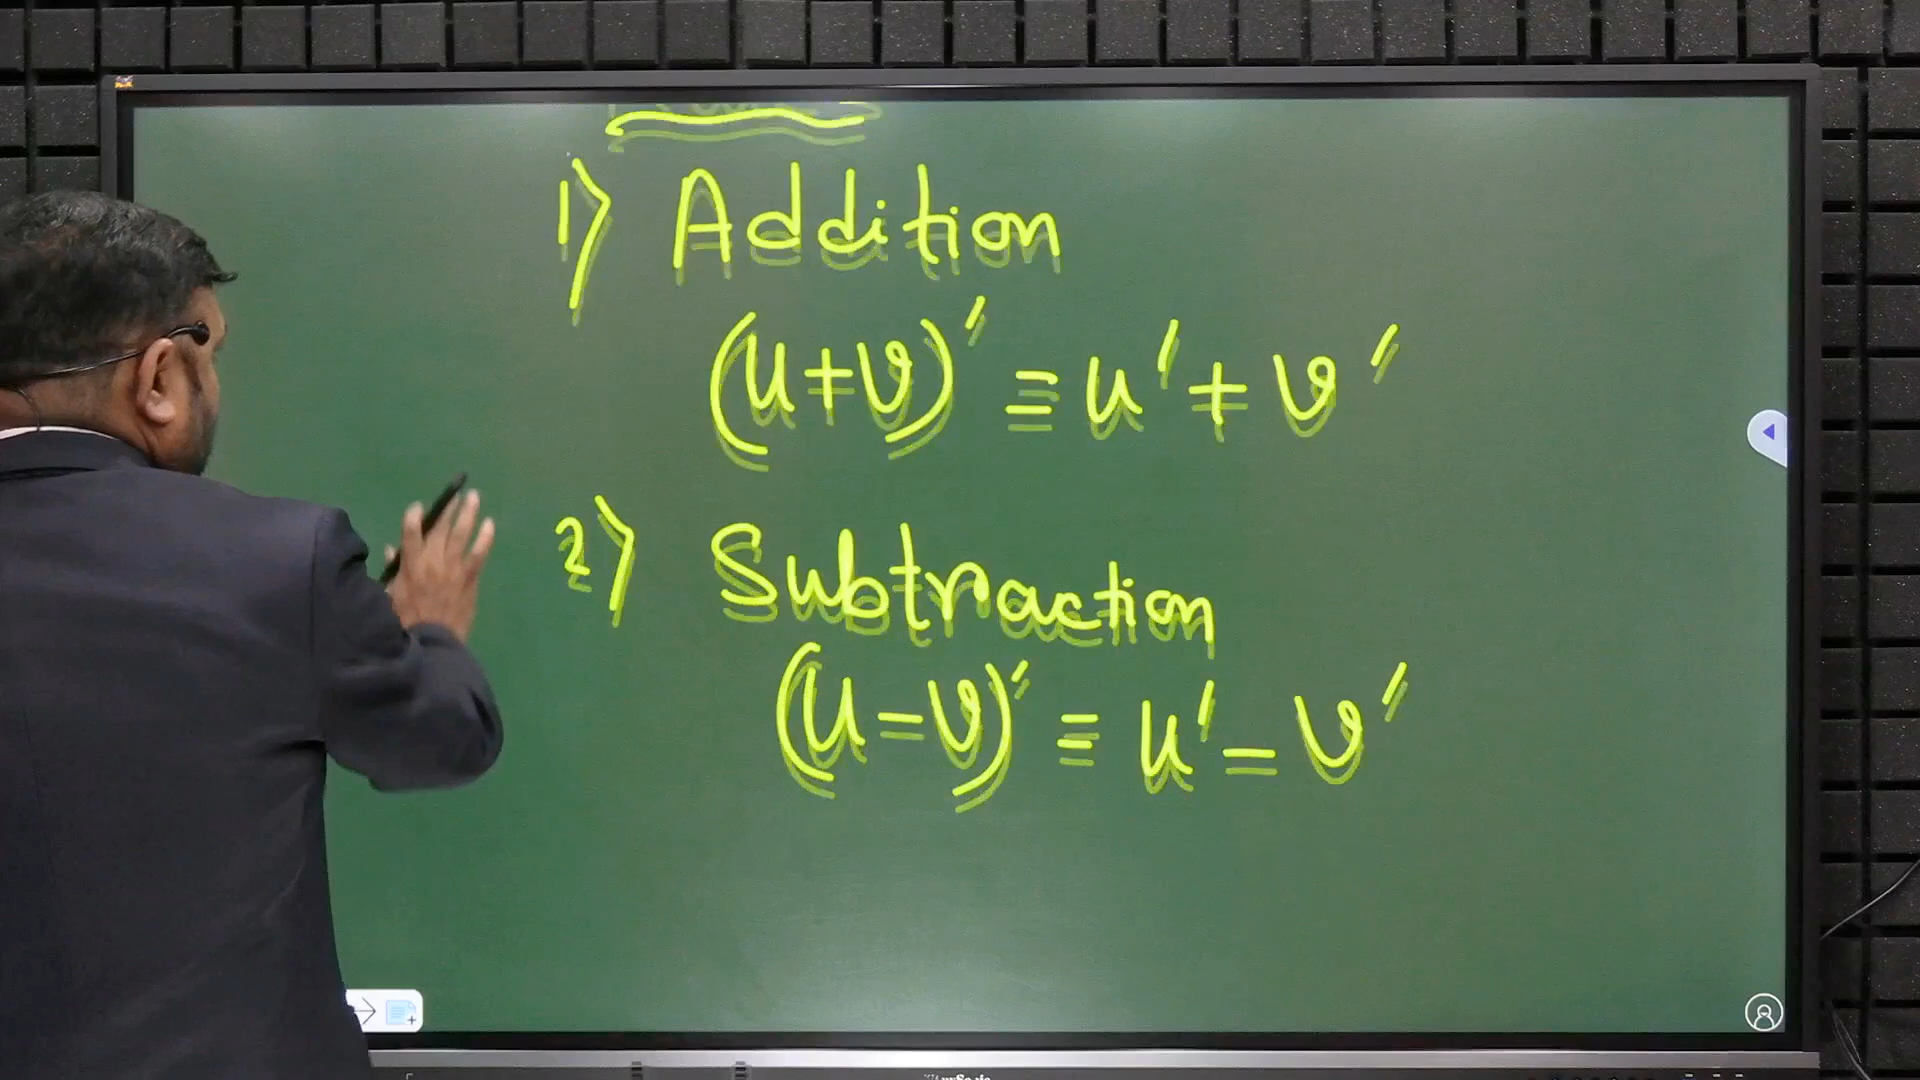 1) Addition
(u+v)' ≡ u' + v'
2) Subtraction
(u-v)' ≡ u' - v'